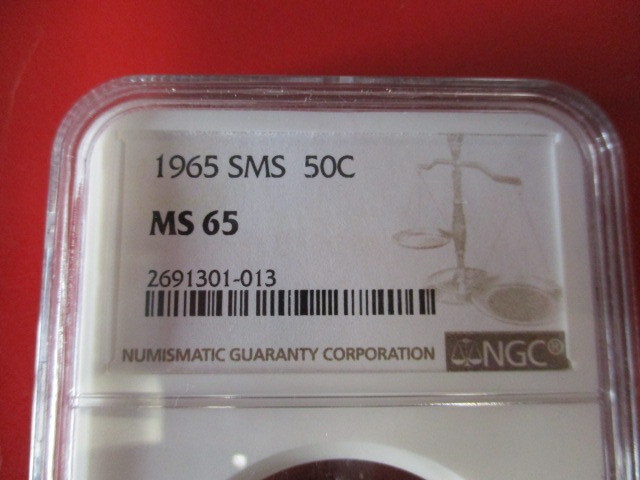 1965 SMS 50C
MS 65
2691301-013
NUMISMATIC GUARANTY CORPORATION NGC®